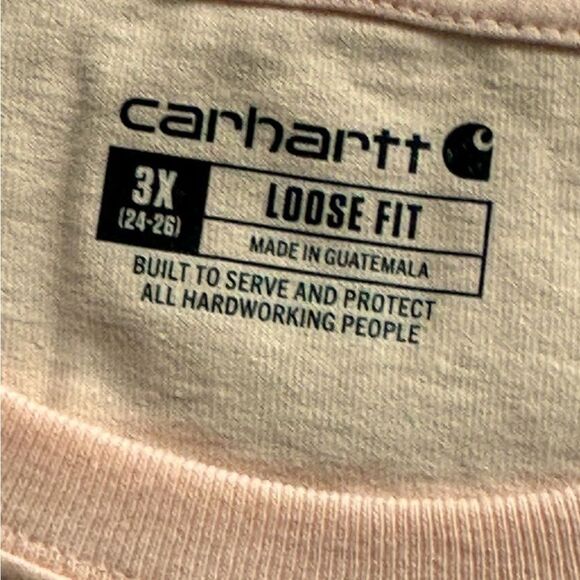 carhartt
3X
(24-26)
LOOSE FIT
MADE IN GUATEMALA
BUILT TO SERVE AND PROTECT
ALL HARDWORKING PEOPLE